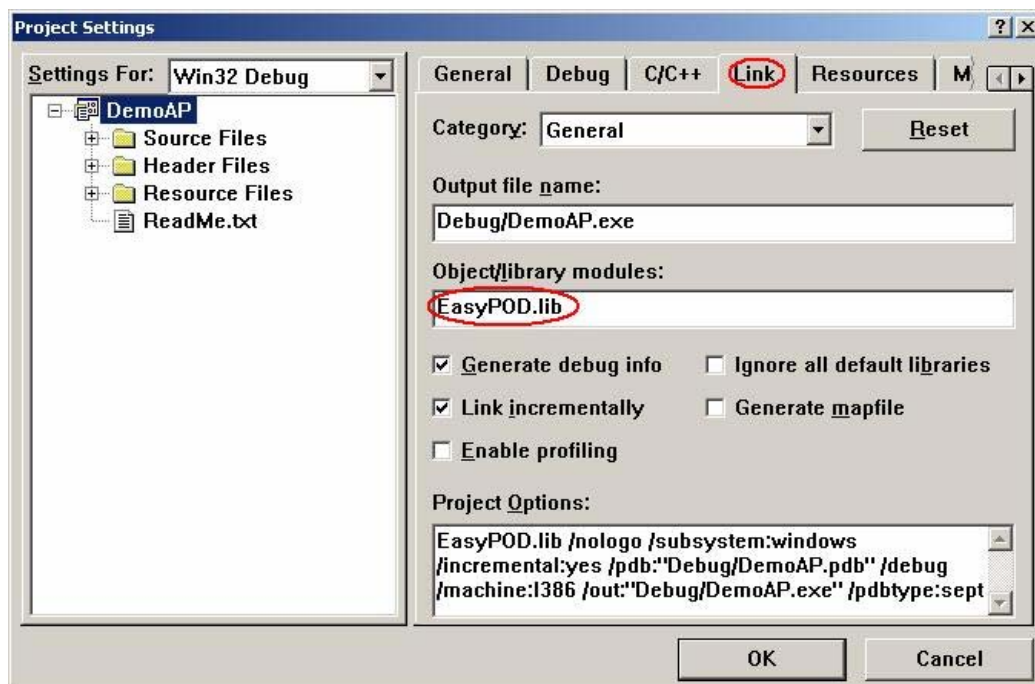 Project Settings
Settings For: Win32 Debug
DemoAP
Source Files
Header Files
Resource Files
ReadMe.txt
General Debug C/C++ Link Resources M
Category: General Reset
Output file name:
Debug/DemoAP.exe
Object/library modules:
EasyPOD.lib
Generate debug info Ignore all default libraries
Link incrementally Generate mapfile
Enable profiling
Project Options:
EasyPOD.lib /nologo /subsystem:windows
/incremental:yes /pdb:"Debug/DemoAP.pdb" /debug
/machine:I386 /out:"Debug/DemoAP.exe" /pdbtype:sept
OK Cancel